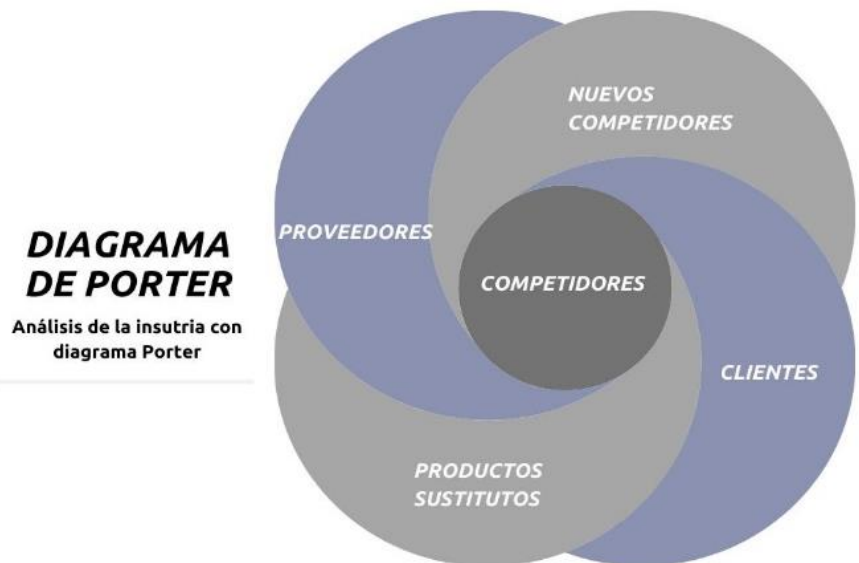 DIAGRAMA
DE PORTER
Análisis de la insutria con
diagrama Porter
NUEVOS
COMPETIDORES
PROVEEDORES
COMPETIDORES
CLIENTES
PRODUCTOS
SUSTITUTOS